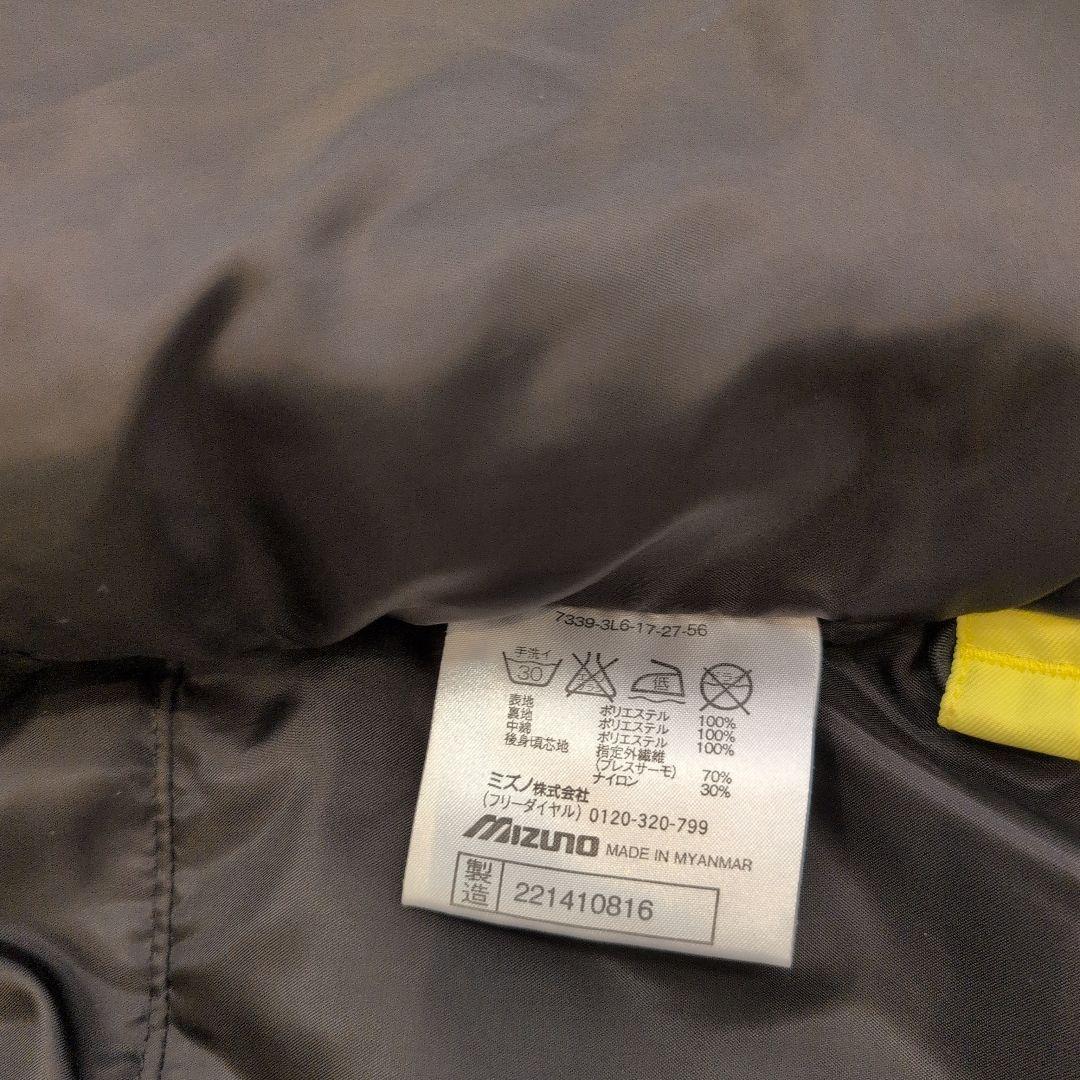 7339-3L6-17-27-56
手洗イ
30
低
表地 ポリエステル 100%
裏地 ポリエステル 100%
中綿 ポリエステル 100%
後身頃芯地 指定外繊維
(ブレスサーモ) 70%
ナイロン 30%
ミズノ株式会社
(フリーダイヤル) 0120-320-799
MIZUNO MADE IN MYANMAR
製造 221410816